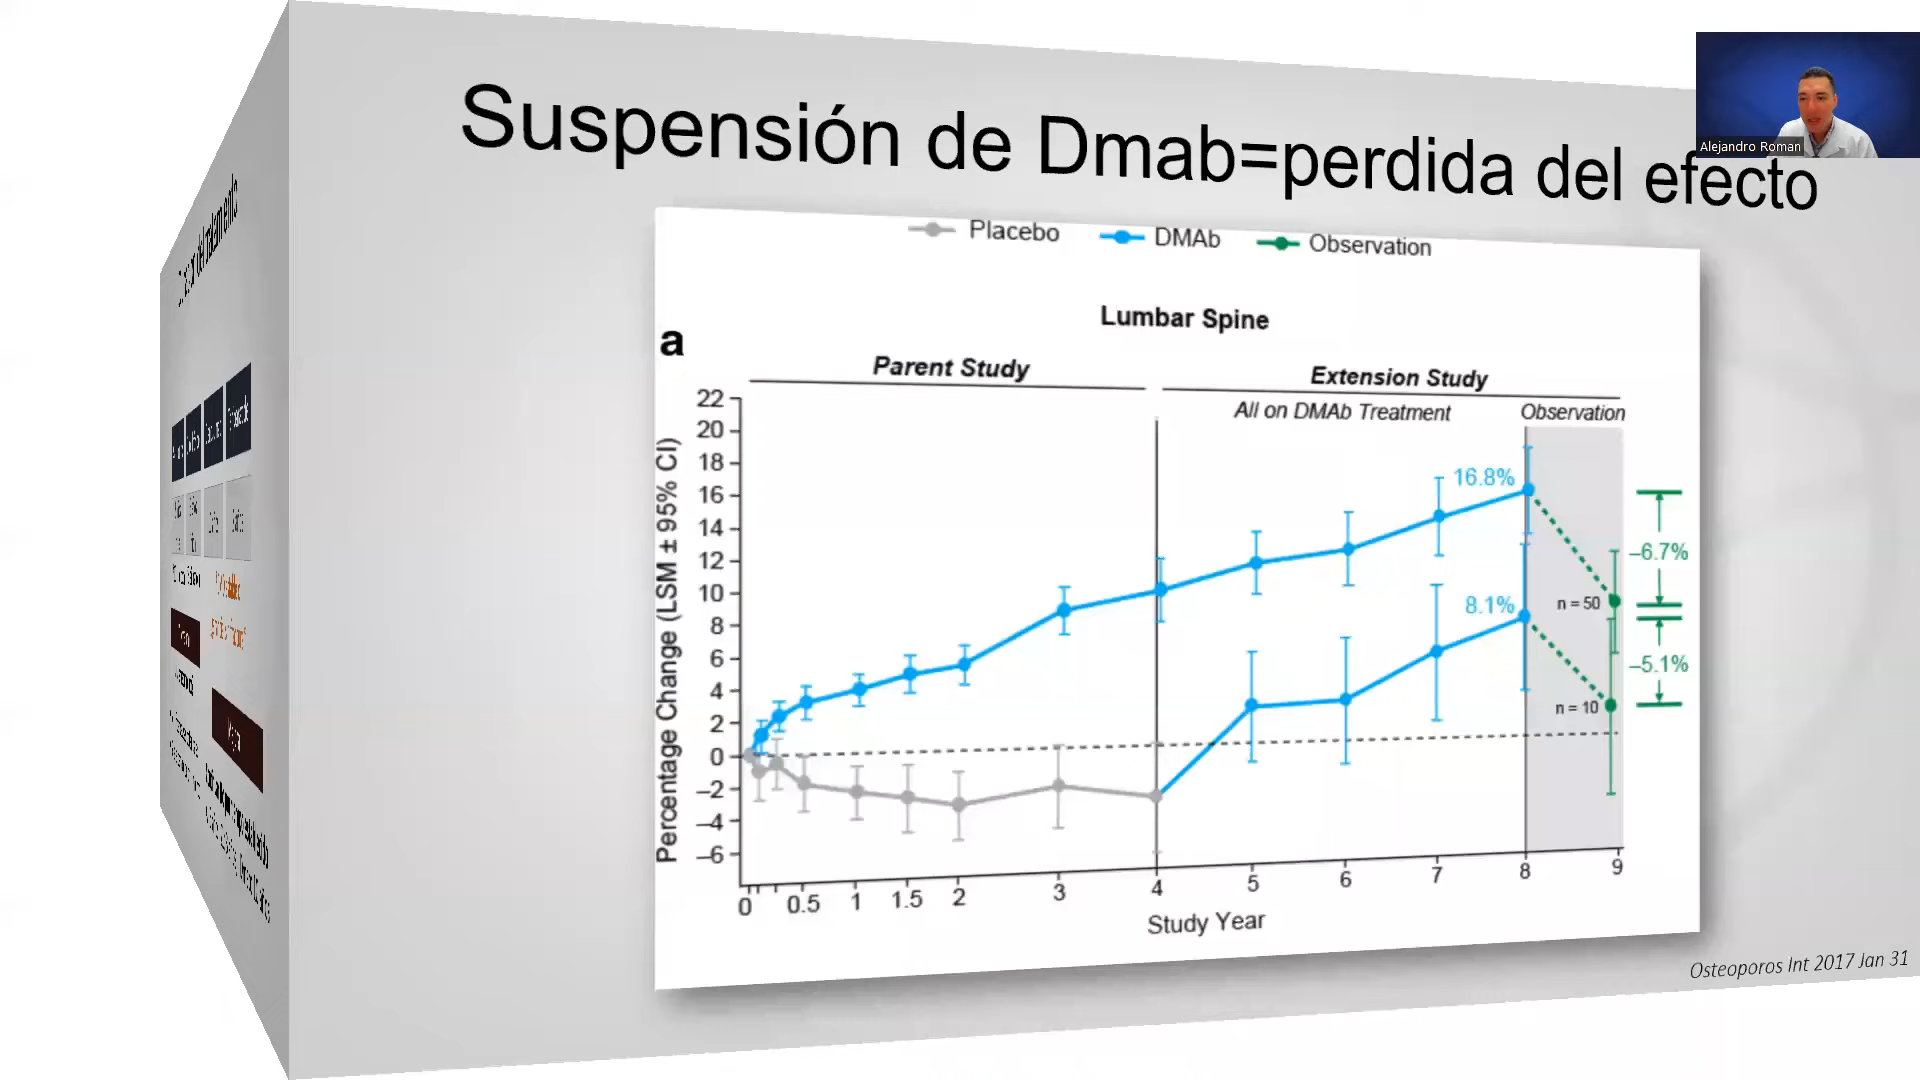 Suspensión de Dmab=perdida del efecto
Alejandro Roman
Placebo DMAb Observation
Lumbar Spine
a
Parent Study Extension Study
All on DMAb Treatment Observation
Percentage Change (LSM ± 95% CI)
22
20
18
16
14
12
10
8
6
4
2
0
–2
–4
–6
16.8%
8.1%
n = 50
n = 10
–6.7%
–5.1%
0 0.5 1 1.5 2 3 4 5 6 7 8 9
Study Year
Osteoporos Int 2017 Jan 31